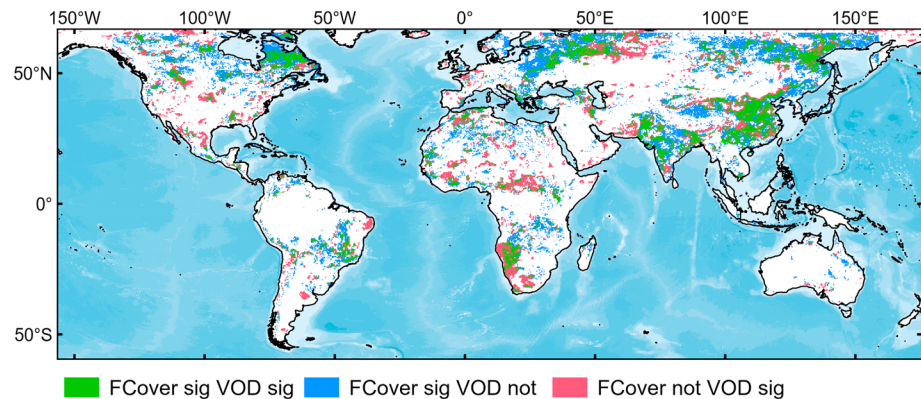 150°W 100°W 50°W 0° 50°E 100°E 150°E
50°N
0°
50°S
FCover sig VOD sig FCover sig VOD not FCover not VOD sig